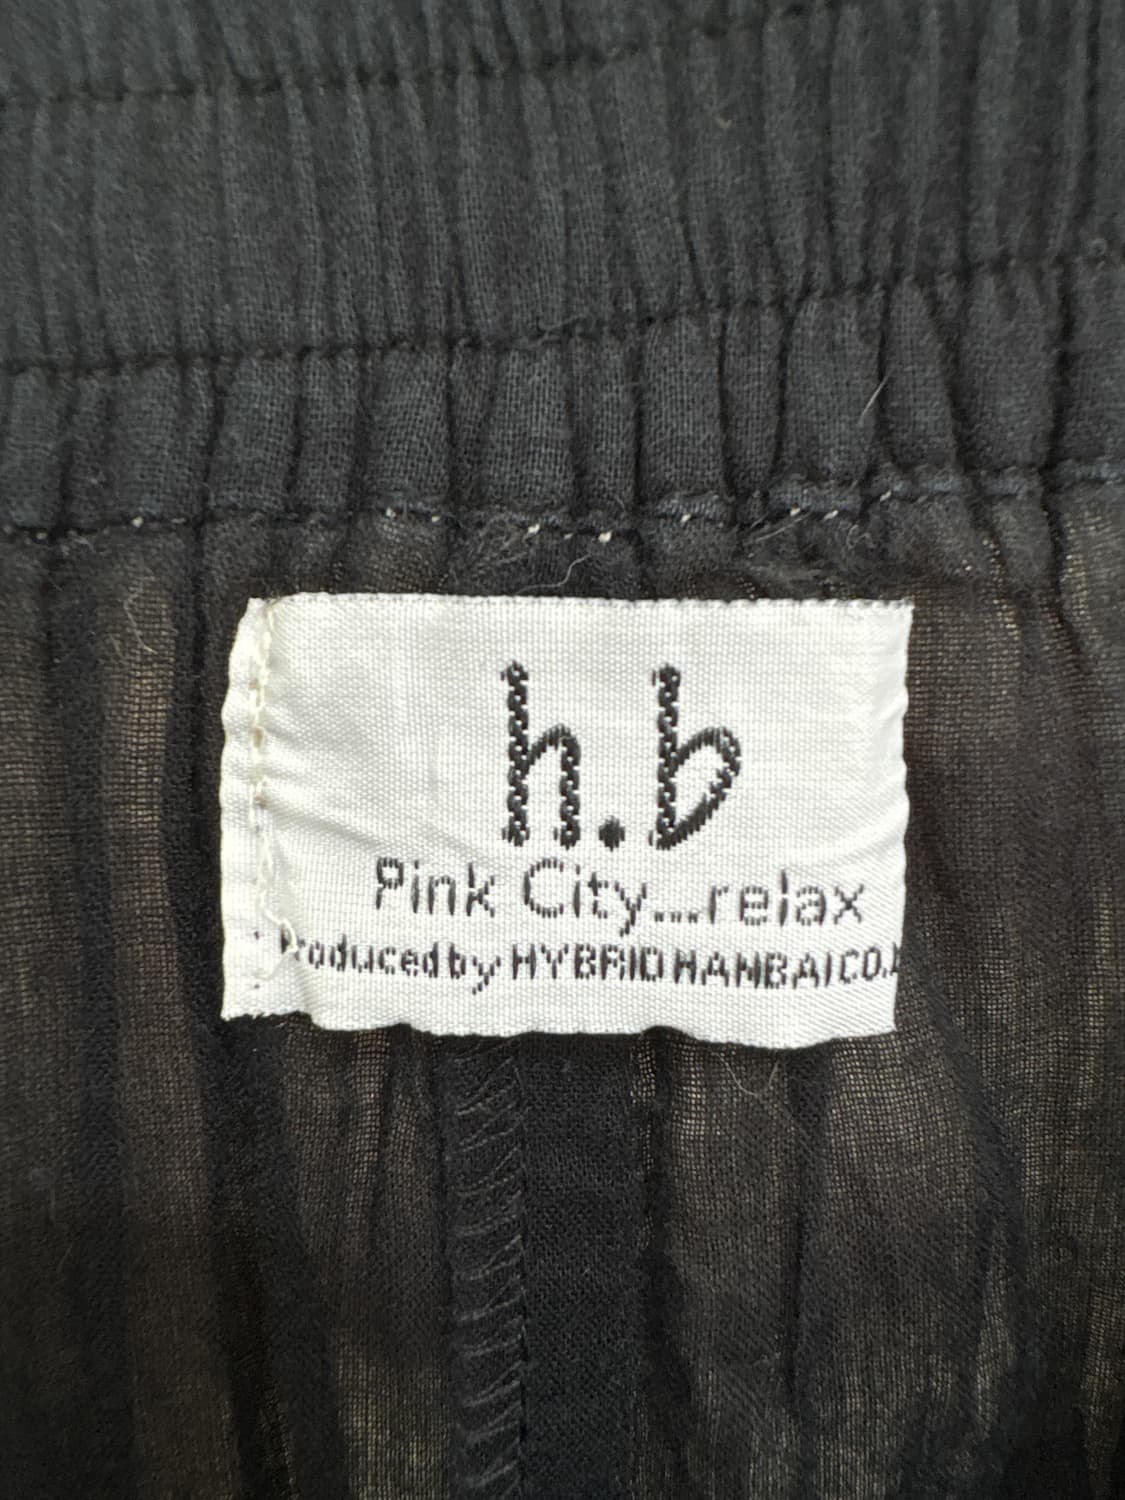 h.b
Pink City...relax
Produced by HYBRID HANBAI CO.